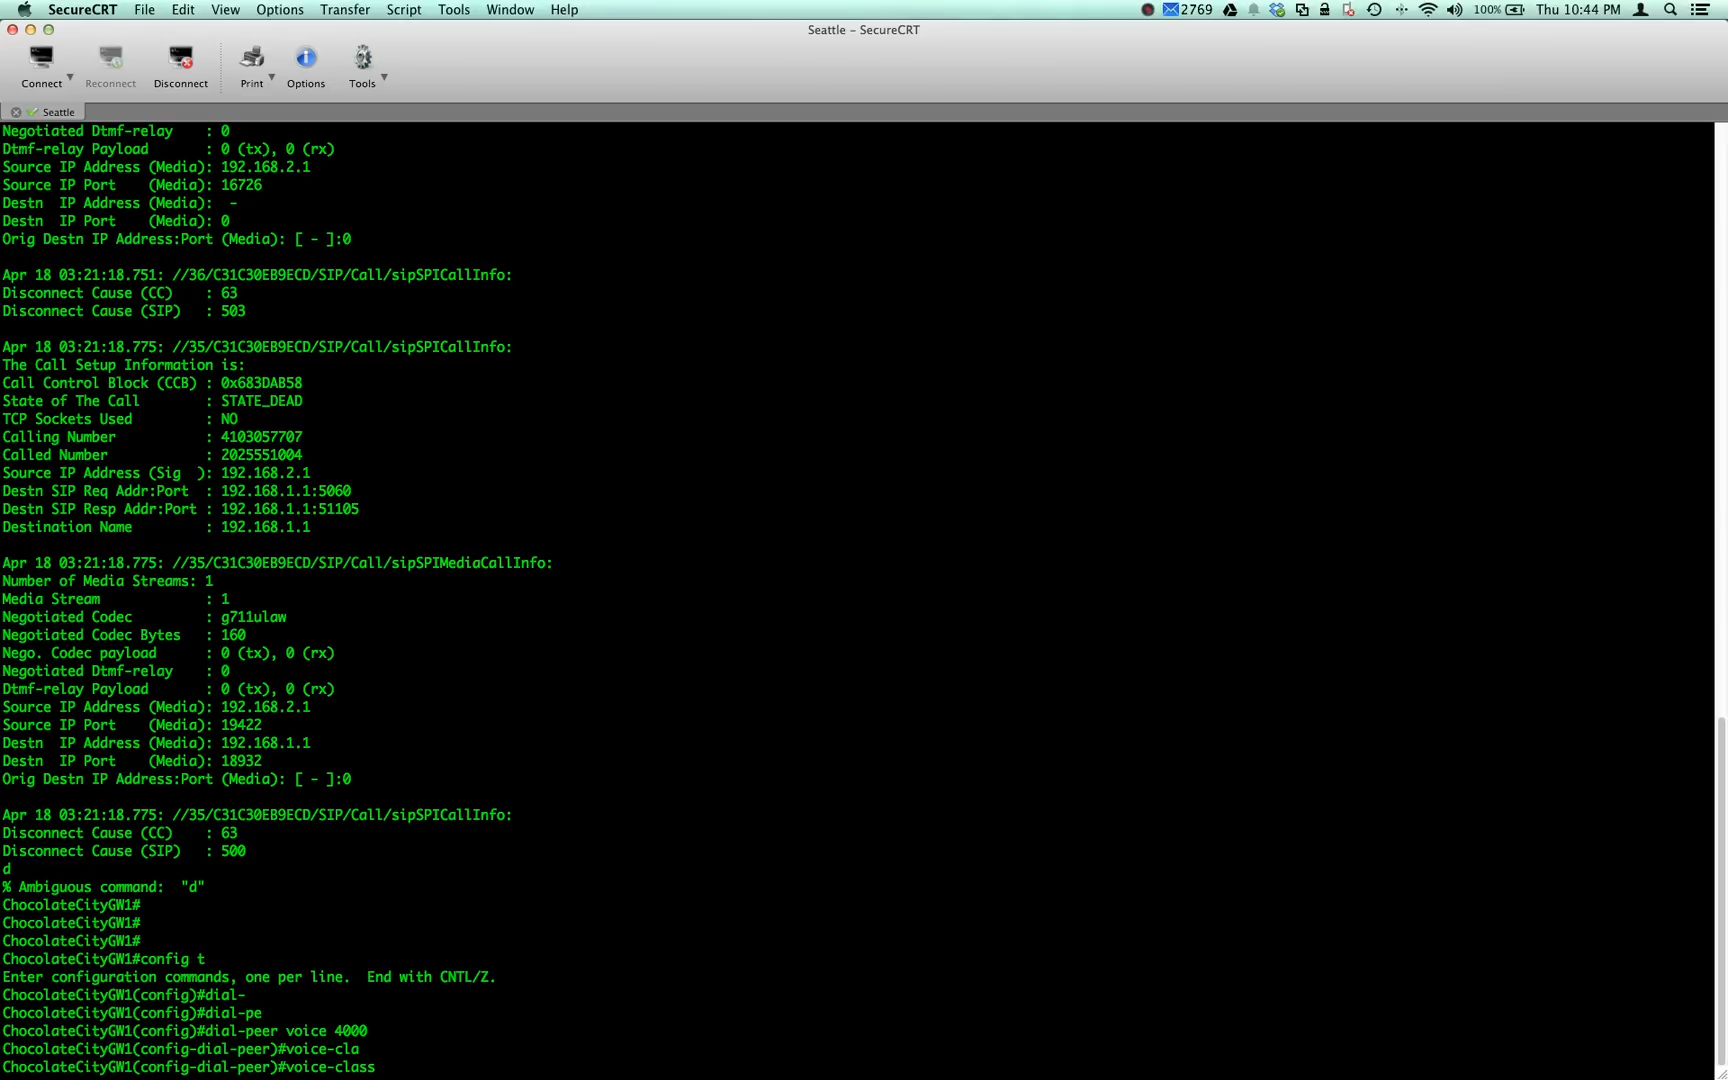 SecureCRT File Edit View Options Transfer Script Tools Window Help 2769 100% Thu 10:44 PM
Seattle – SecureCRT
Connect Reconnect Disconnect Print Options Tools
Seattle
Negotiated Dtmf-relay : 0
Dtmf-relay Payload : 0 (tx), 0 (rx)
Source IP Address (Media): 192.168.2.1
Source IP Port (Media): 16726
Destn IP Address (Media): -
Destn IP Port (Media): 0
Orig Destn IP Address:Port (Media): [ - ]:0
Apr 18 03:21:18.751: //36/C31C30EB9ECD/SIP/Call/sipSPICallInfo:
Disconnect Cause (CC) : 63
Disconnect Cause (SIP) : 503
Apr 18 03:21:18.775: //35/C31C30EB9ECD/SIP/Call/sipSPICallInfo:
The Call Setup Information is:
Call Control Block (CCB) : 0x683DAB58
State of The Call : STATE_DEAD
TCP Sockets Used : NO
Calling Number : 4103057707
Called Number : 2025551004
Source IP Address (Sig ): 192.168.2.1
Destn SIP Req Addr:Port : 192.168.1.1:5060
Destn SIP Resp Addr:Port : 192.168.1.1:51105
Destination Name : 192.168.1.1
Apr 18 03:21:18.775: //35/C31C30EB9ECD/SIP/Call/sipSPIMediaCallInfo:
Number of Media Streams: 1
Media Stream : 1
Negotiated Codec : g711ulaw
Negotiated Codec Bytes : 160
Nego. Codec payload : 0 (tx), 0 (rx)
Negotiated Dtmf-relay : 0
Dtmf-relay Payload : 0 (tx), 0 (rx)
Source IP Address (Media): 192.168.2.1
Source IP Port (Media): 19422
Destn IP Address (Media): 192.168.1.1
Destn IP Port (Media): 18932
Orig Destn IP Address:Port (Media): [ - ]:0
Apr 18 03:21:18.775: //35/C31C30EB9ECD/SIP/Call/sipSPICallInfo:
Disconnect Cause (CC) : 63
Disconnect Cause (SIP) : 500
d
% Ambiguous command: "d"
ChocolateCityGW1#
ChocolateCityGW1#
ChocolateCityGW1#
ChocolateCityGW1#config t
Enter configuration commands, one per line. End with CNTL/Z.
ChocolateCityGW1(config)#dial-
ChocolateCityGW1(config)#dial-pe
ChocolateCityGW1(config)#dial-peer voice 4000
ChocolateCityGW1(config-dial-peer)#voice-cla
ChocolateCityGW1(config-dial-peer)#voice-class